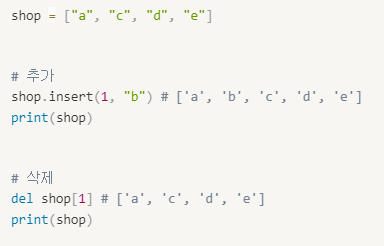 shop = ["a", "c", "d", "e"]
# 추가
shop.insert(1, "b") # ['a', 'b', 'c', 'd', 'e']
print(shop)
# 삭제
del shop[1] # ['a', 'c', 'd', 'e']
print(shop)